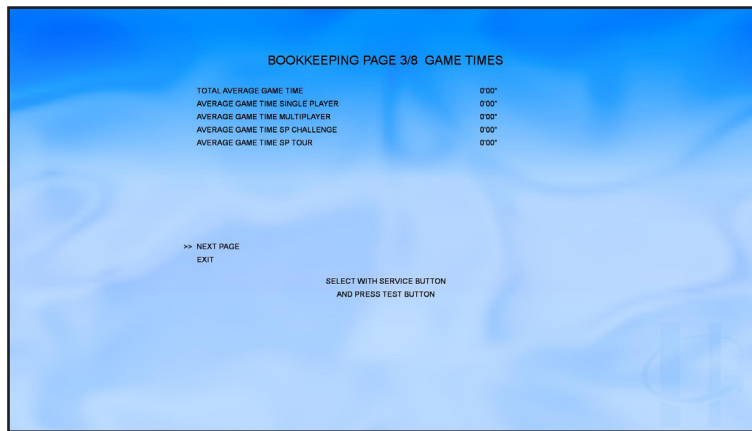 BOOKKEEPING PAGE 3/8 GAME TIMES
TOTAL AVERAGE GAME TIME 0'00"
AVERAGE GAME TIME SINGLE PLAYER 0'00"
AVERAGE GAME TIME MULTIPLAYER 0'00"
AVERAGE GAME TIME SP CHALLENGE 0'00"
AVERAGE GAME TIME SP TOUR 0'00"
>> NEXT PAGE
EXIT
SELECT WITH SERVICE BUTTON
AND PRESS TEST BUTTON